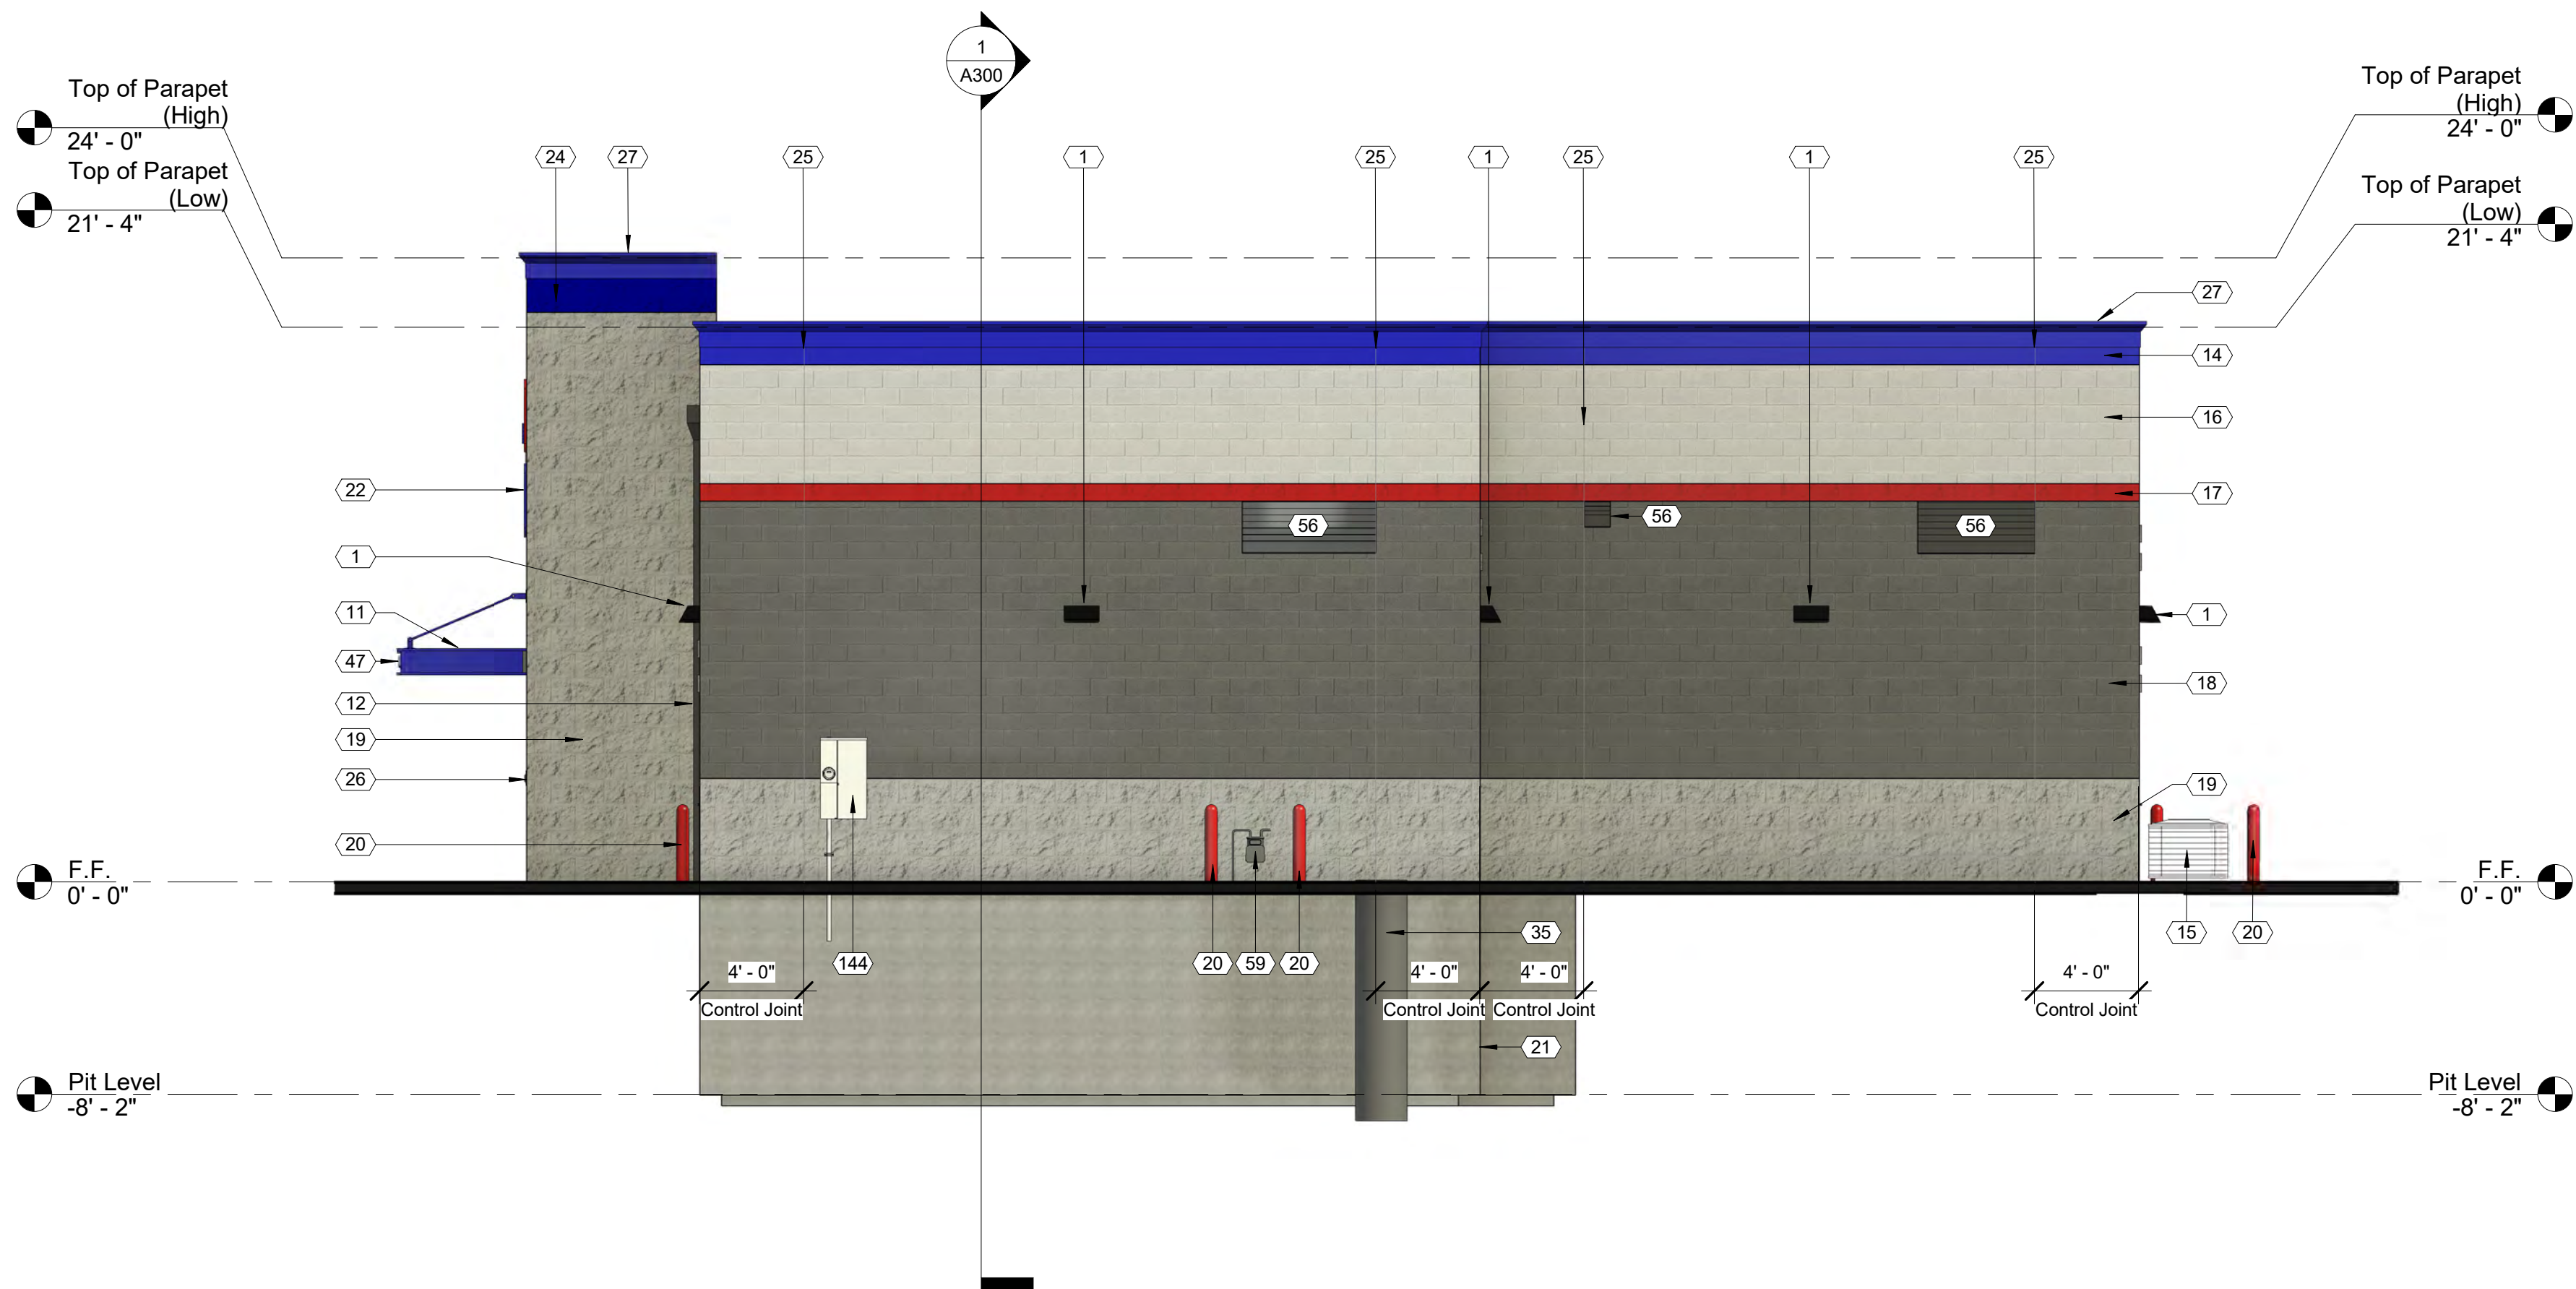 1
A300
Top of Parapet
(High)
24' - 0"
Top of Parapet
(Low)
21' - 4"
Top of Parapet
(High)
24' - 0"
Top of Parapet
(Low)
21' - 4"
24
27
25
1
25
1
25
1
25
27
14
16
17
22
56
56
56
1
11
47
12
19
26
20
1
18
19
F.F.
0' - 0"
F.F.
0' - 0"
144
20
59
20
35
15
20
4' - 0"
Control Joint
4' - 0"
Control Joint
4' - 0"
Control Joint
4' - 0"
Control Joint
21
Pit Level
-8' - 2"
Pit Level
-8' - 2"